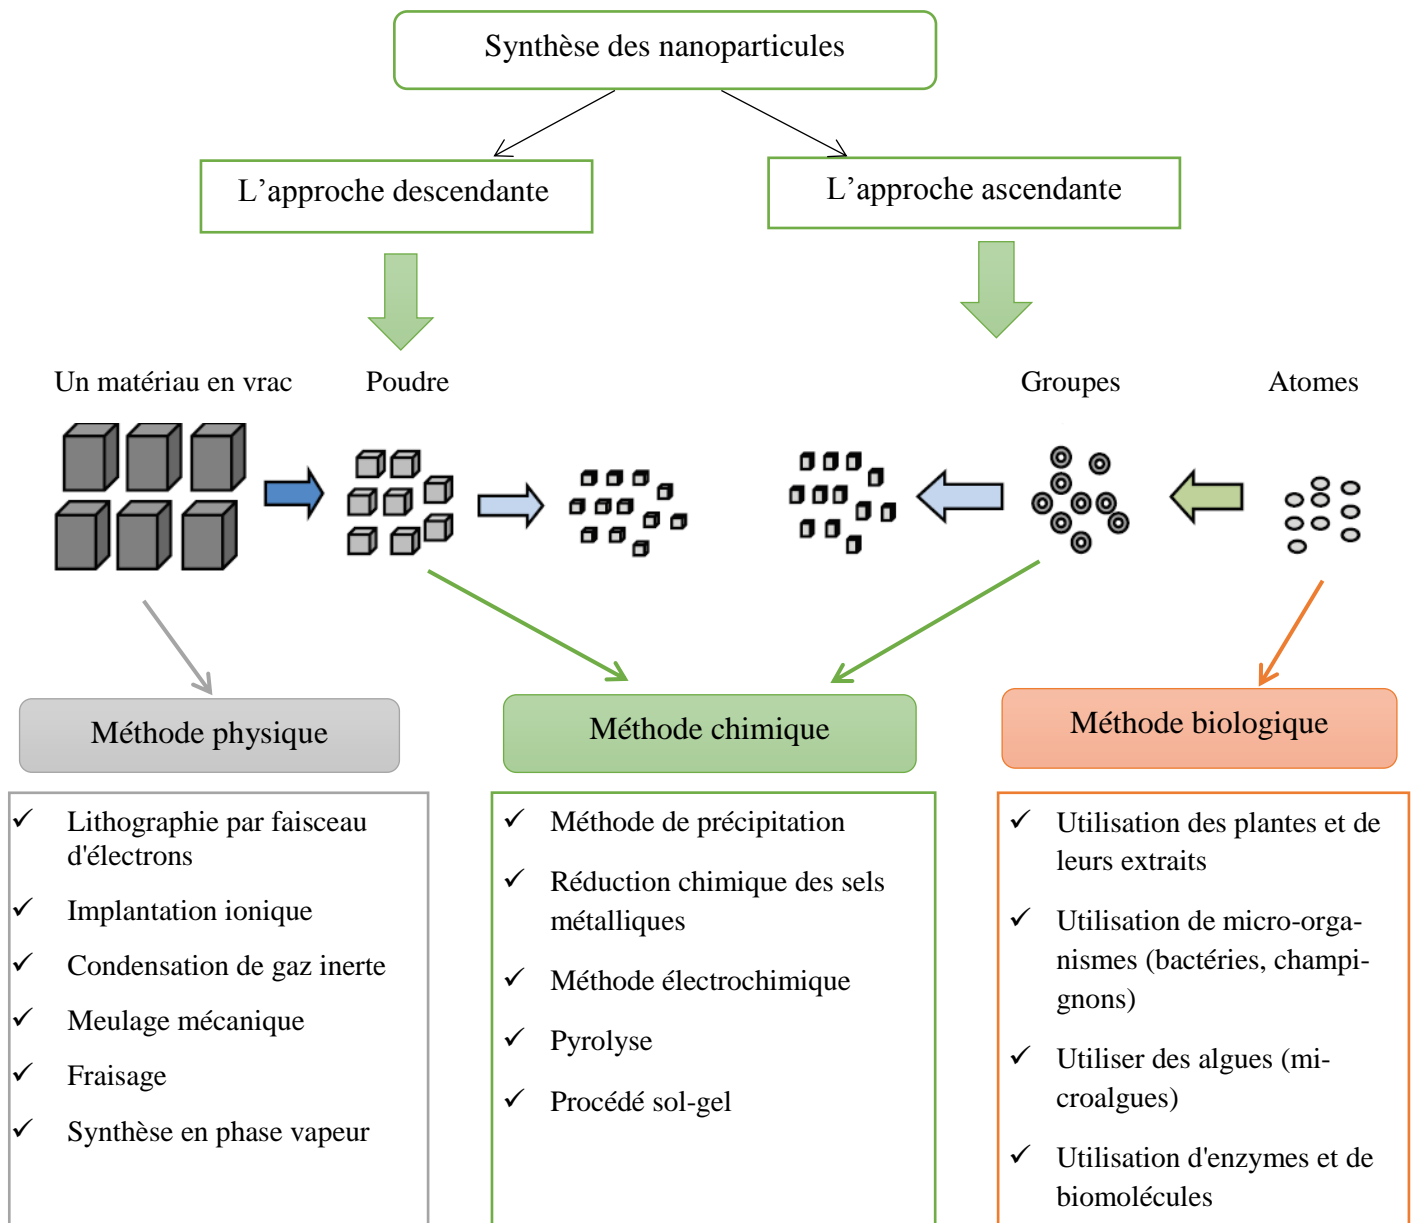 Synthèse des nanoparticules
L’approche descendante
L’approche ascendante
Un matériau en vrac
Poudre
Groupes
Atomes
Méthode physique
Lithographie par faisceau
d'électrons
Implantation ionique
Condensation de gaz inerte
Meulage mécanique
Fraisage
Synthèse en phase vapeur
Méthode chimique
Méthode de précipitation
Réduction chimique des sels
métalliques
Méthode électrochimique
Pyrolyse
Procédé sol-gel
Méthode biologique
Utilisation des plantes et de
leurs extraits
Utilisation de micro-orga-
nismes (bactéries, champi-
gnons)
Utiliser des algues (mi-
croalgues)
Utilisation d'enzymes et de
biomolécules